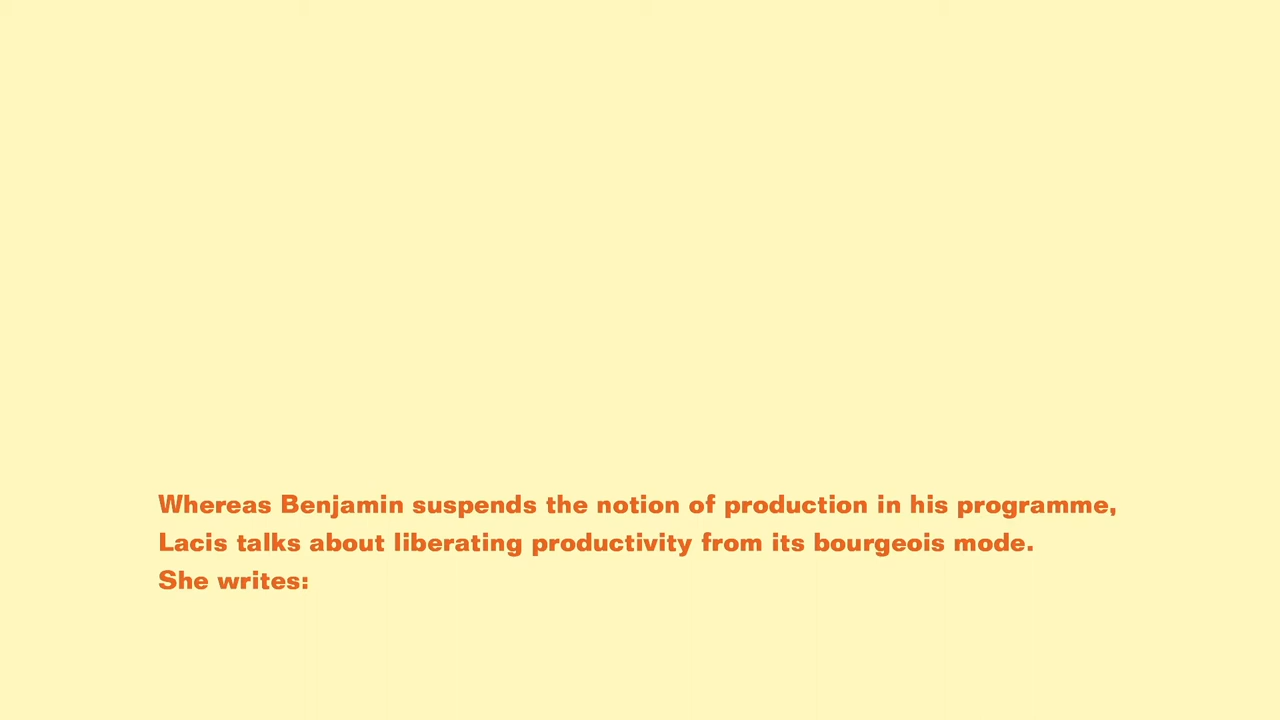 Whereas Benjamin suspends the notion of production in his programme,
Lacis talks about liberating productivity from its bourgeois mode.
She writes: